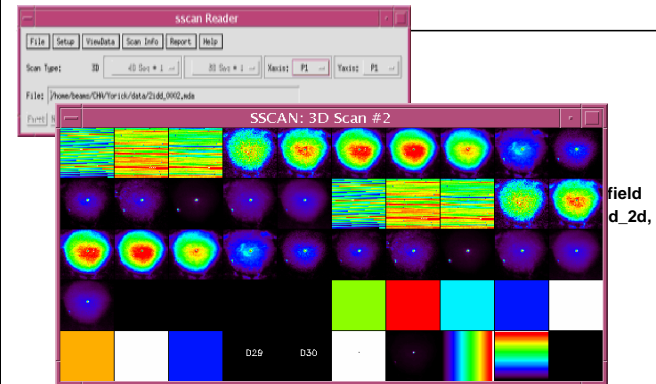 sscan Reader
File Setup ViewData Scan Info Report Help
Scan Type: 3D Xaxis: P1 Yaxis: P1
File: /home/beams/CHA/Yorick/data/2idd_0002.mda
SSCAN: 3D Scan #2
field
d_2d,
D29 D30